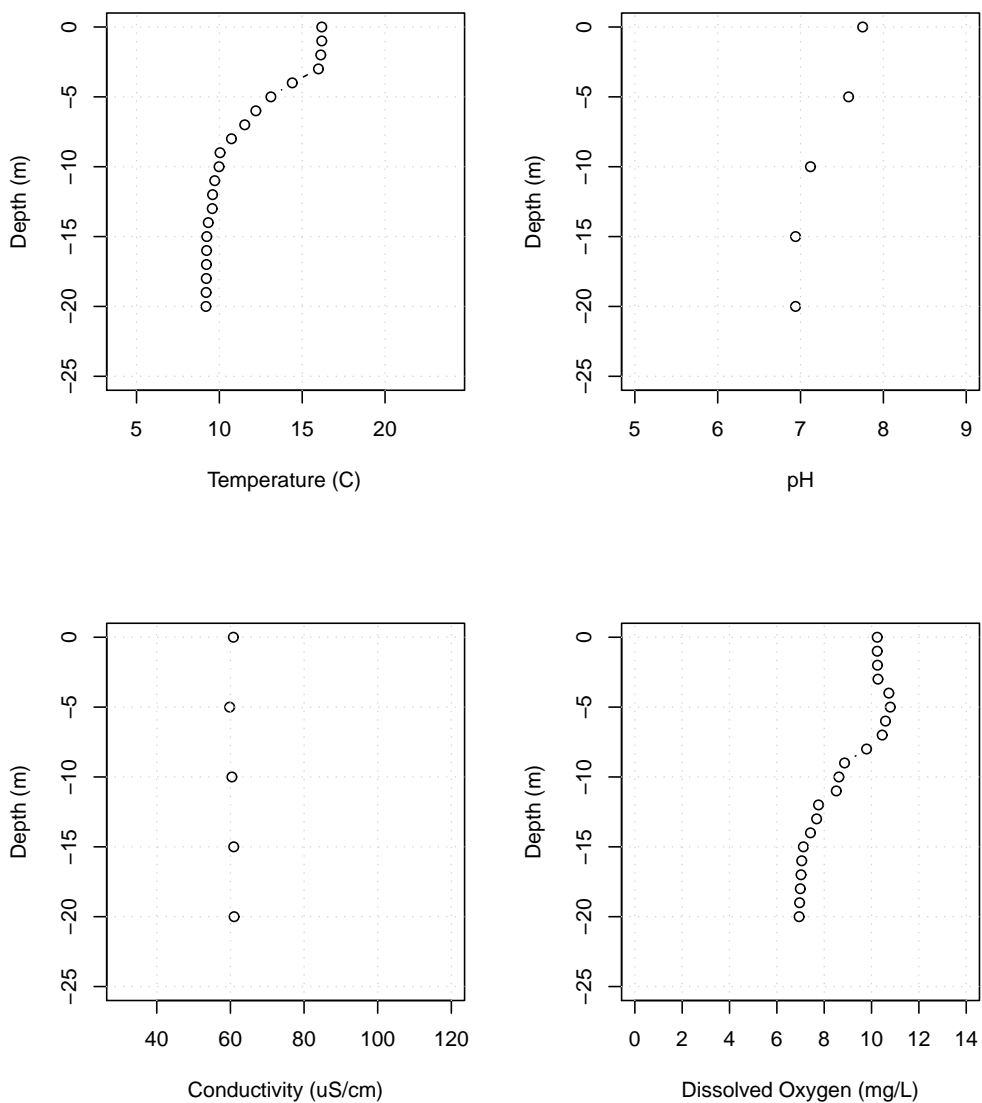 0
−5
−10
−15
−20
−25
Depth (m)
5 10 15 20
Temperature (C)
0
−5
−10
−15
−20
−25
Depth (m)
5 6 7 8 9
pH
0
−5
−10
−15
−20
−25
Depth (m)
40 60 80 100 120
Conductivity (uS/cm)
0
−5
−10
−15
−20
−25
Depth (m)
0 2 4 6 8 10 12 14
Dissolved Oxygen (mg/L)